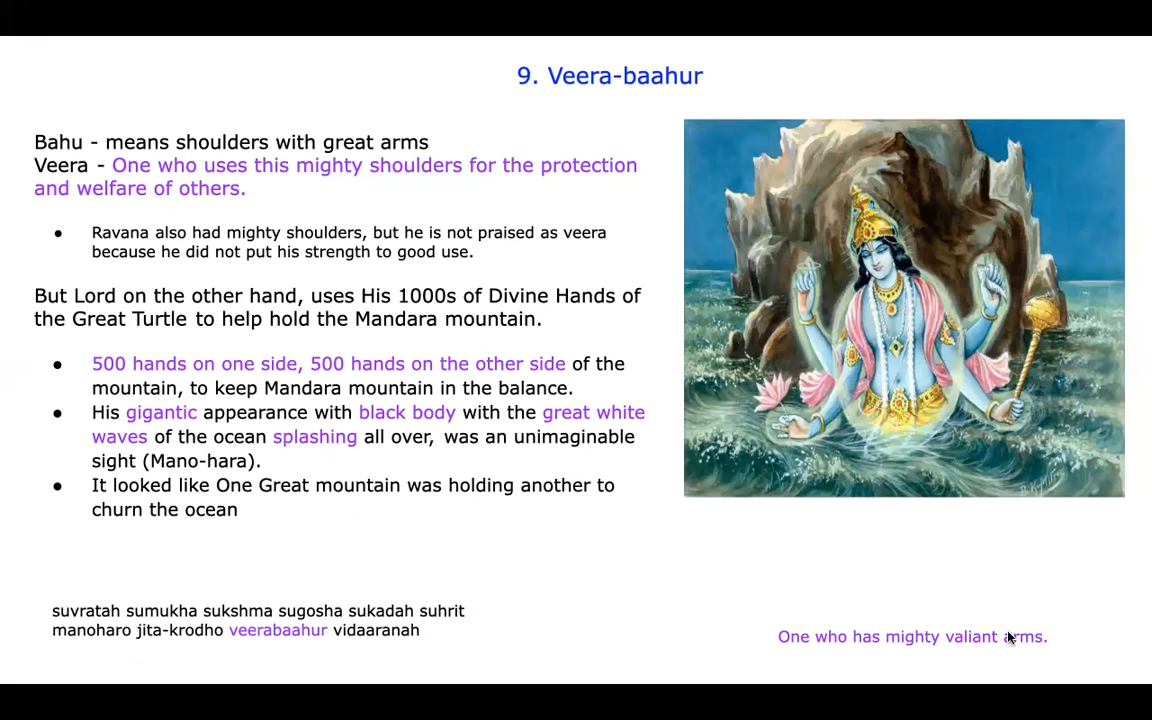 9. Veera-baahur
Bahu - means shoulders with great arms
Veera - One who uses this mighty shoulders for the protection
and welfare of others.
● Ravana also had mighty shoulders, but he is not praised as veera
because he did not put his strength to good use.
But Lord on the other hand, uses His 1000s of Divine Hands of
the Great Turtle to help hold the Mandara mountain.
● 500 hands on one side, 500 hands on the other side of the
mountain, to keep Mandara mountain in the balance.
● His gigantic appearance with black body with the great white
waves of the ocean splashing all over, was an unimaginable
sight (Mano-hara).
● It looked like One Great mountain was holding another to
churn the ocean
suvratah sumukha sukshma sugosha sukadah suhrit
manoharo jita-krodho veerabaahur vidaaranah
One who has mighty valiant arms.